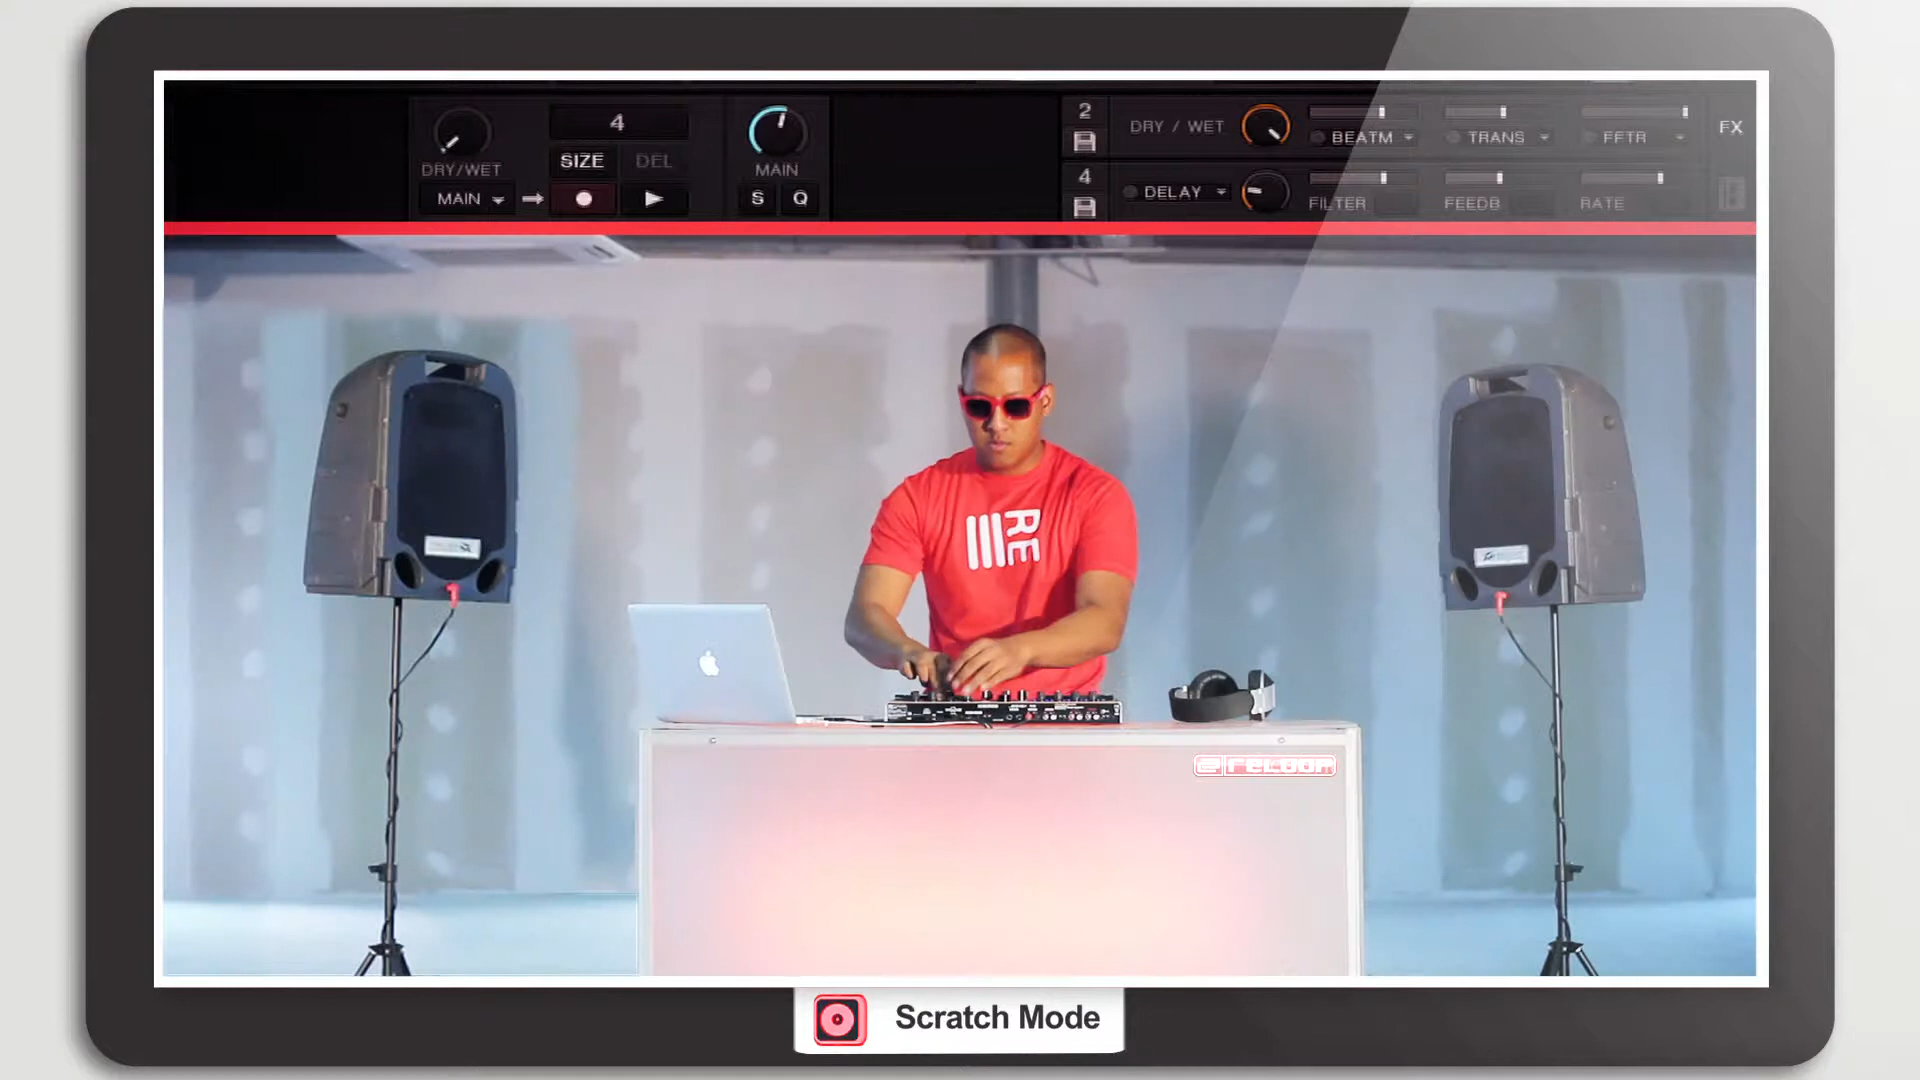 4
SIZE DEL
DRY/WET
MAIN
MAIN
S Q
2
DRY / WET
BEATM
TRANS
FFTR
FX
4
DELAY
FILTER
FEEDB
RATE
RE
Scratch Mode